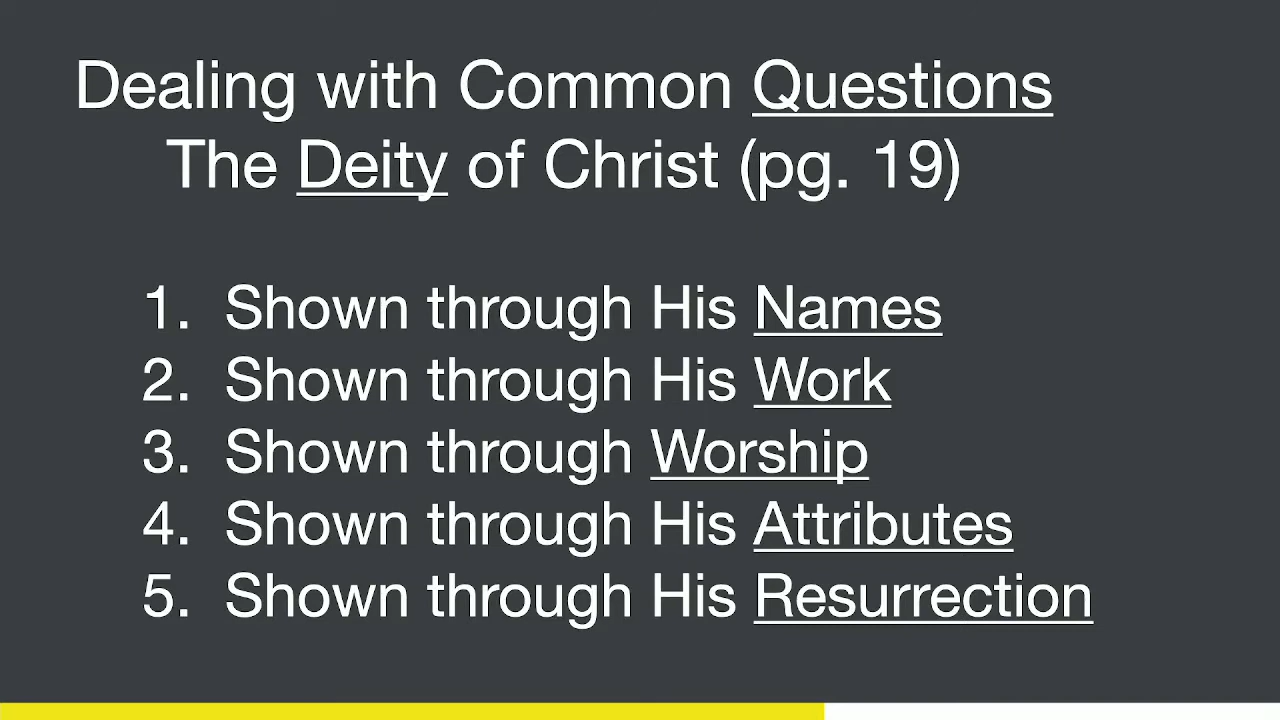 Dealing with Common Questions
The Deity of Christ (pg. 19)
1. Shown through His Names
2. Shown through His Work
3. Shown through Worship
4. Shown through His Attributes
5. Shown through His Resurrection